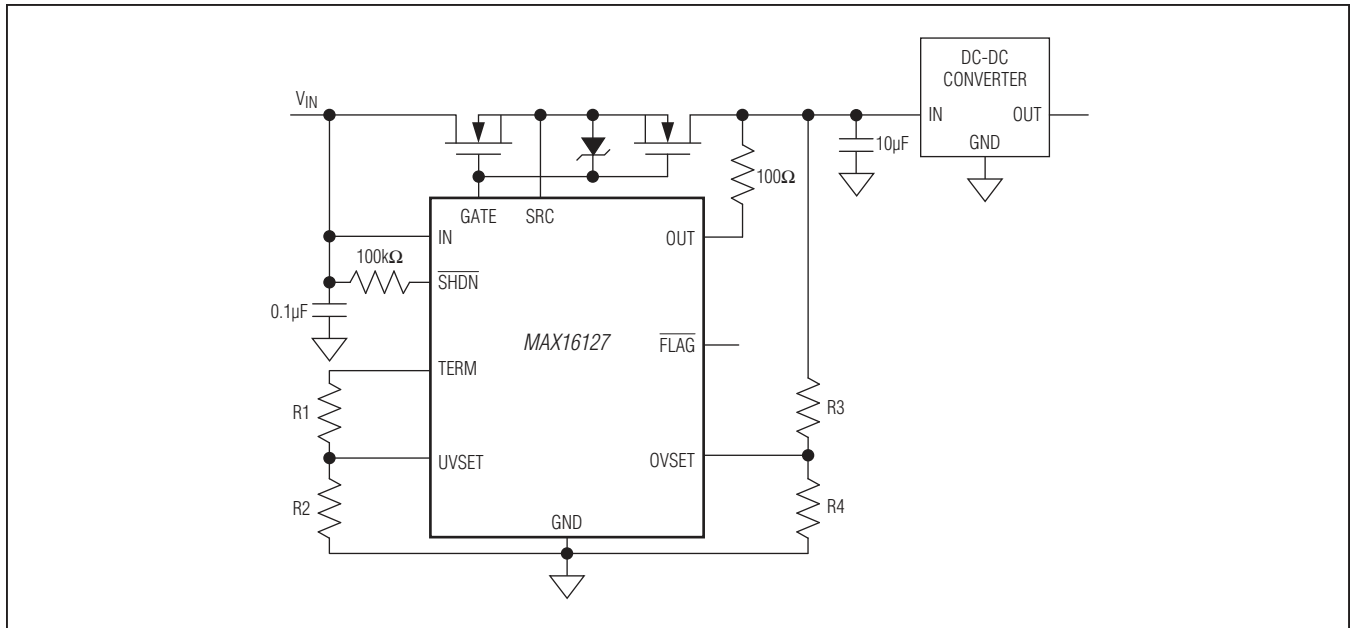 DC-DC
CONVERTER
V_IN
IN
OUT
GND
10µF
100Ω
GATE
SRC
IN
OUT
100kΩ
SHDN
0.1µF
MAX16127
FLAG
TERM
R1
R3
UVSET
OVSET
R2
R4
GND